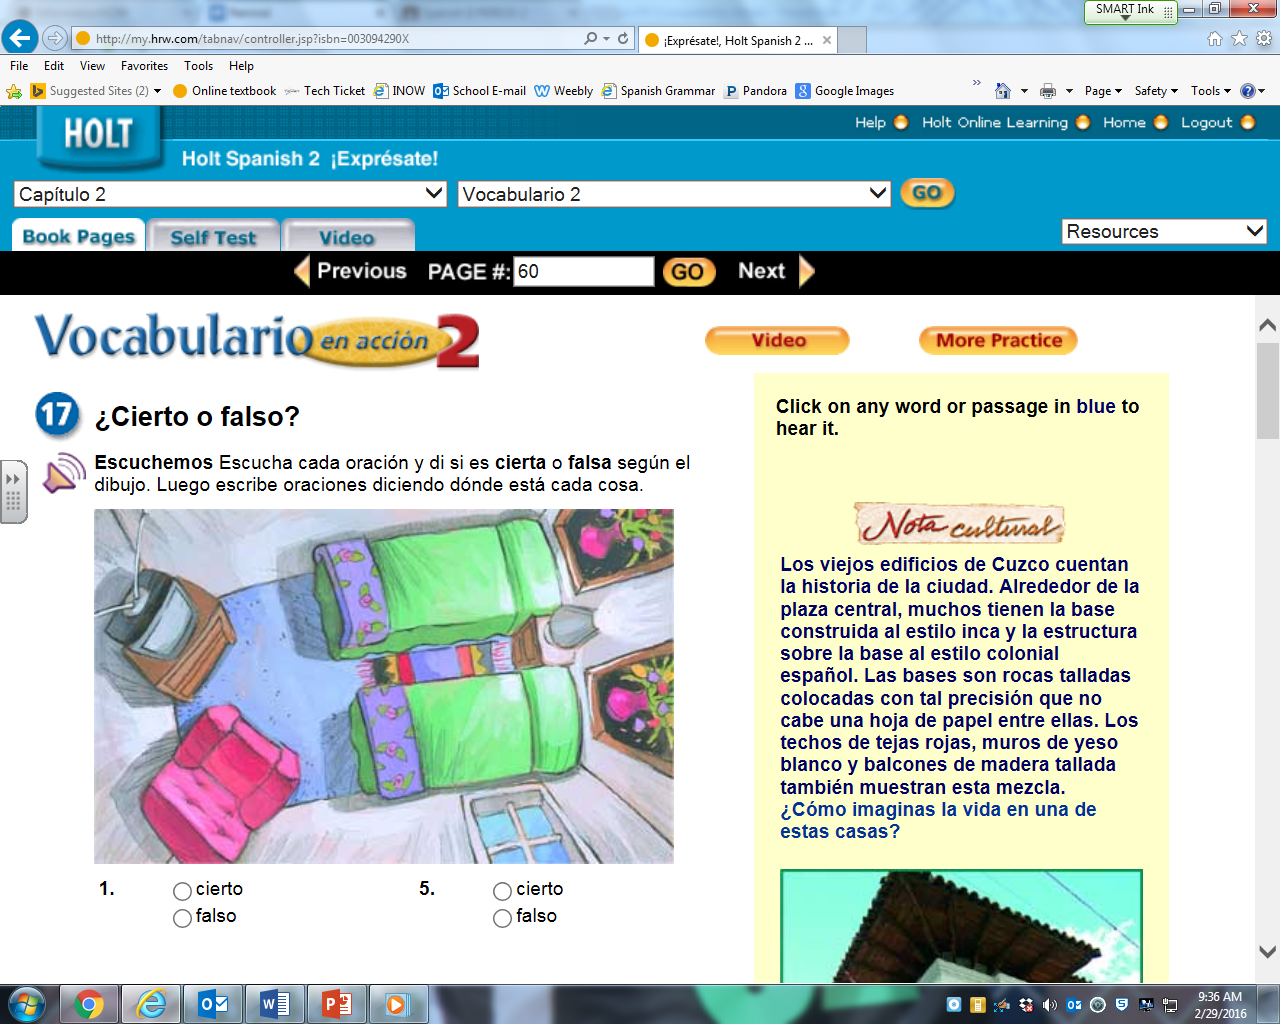 SMART Ink
http://my.hrw.com/tabnav/controller.jsp?isbn=003094290X
¡Exprésate!, Holt Spanish 2 ...
File Edit View Favorites Tools Help
Suggested Sites (2) Online textbook Tech Ticket INOW School E-mail Weebly Spanish Grammar Pandora Google Images
Page Safety Tools
HOLT
Help Holt Online Learning Home Logout
Holt Spanish 2 ¡Exprésate!
Capítulo 2 Vocabulario 2 GO
Book Pages Self Test Video
Resources
Previous PAGE #: 60 GO Next
Vocabulario en acción 2
Video More Practice
17 ¿Cierto o falso?
Escuchemos Escucha cada oración y di si es cierta o falsa según el
dibujo. Luego escribe oraciones diciendo dónde está cada cosa.
1. cierto
falso
5. cierto
falso
Click on any word or passage in blue to
hear it.
Nota cultural
Los viejos edificios de Cuzco cuentan
la historia de la ciudad. Alrededor de la
plaza central, muchos tienen la base
construida al estilo inca y la estructura
sobre la base al estilo colonial
español. Las bases son rocas talladas
colocadas con tal precisión que no
cabe una hoja de papel entre ellas. Los
techos de tejas rojas, muros de yeso
blanco y balcones de madera tallada
también muestran esta mezcla.
¿Cómo imaginas la vida en una de
estas casas?
9:36 AM
2/29/2016